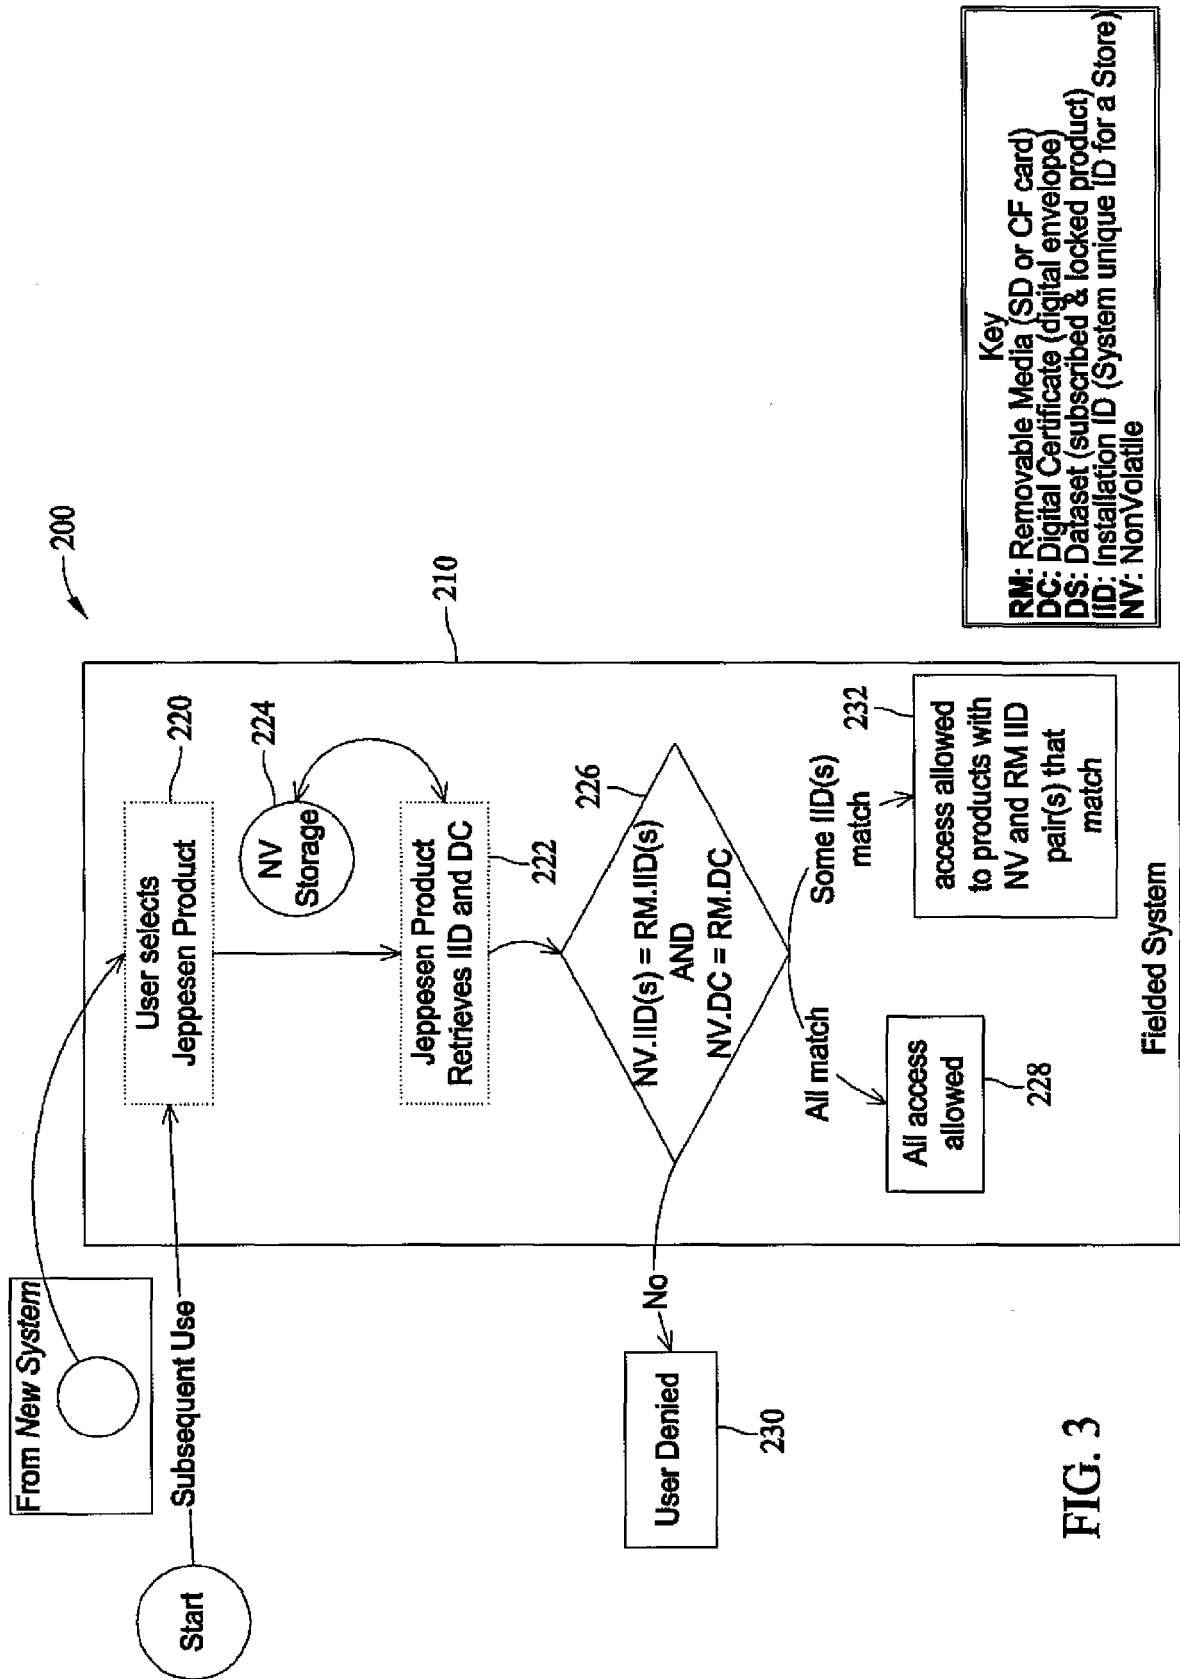 200
From New System
Start
Subsequent Use
210
User selects
Jeppesen Product
220
NV
Storage
224
Jeppesen Product
Retrieves IID and DC
222
NV.IID(s) = RM.IID(s)
AND
NV.DC = RM.DC
226
No
User Denied
230
All match
All access
allowed
228
Some IID(s)
match
access allowed
to products with
NV and RM IID
pair(s) that
match
232
Fielded System
Key
RM: Removable Media (SD or CF card)
DC: Digital Certificate (digital envelope)
DS: Dataset (subscribed & locked product)
IID: Installation ID (System unique ID for a Store)
NV: NonVolatile
FIG. 3